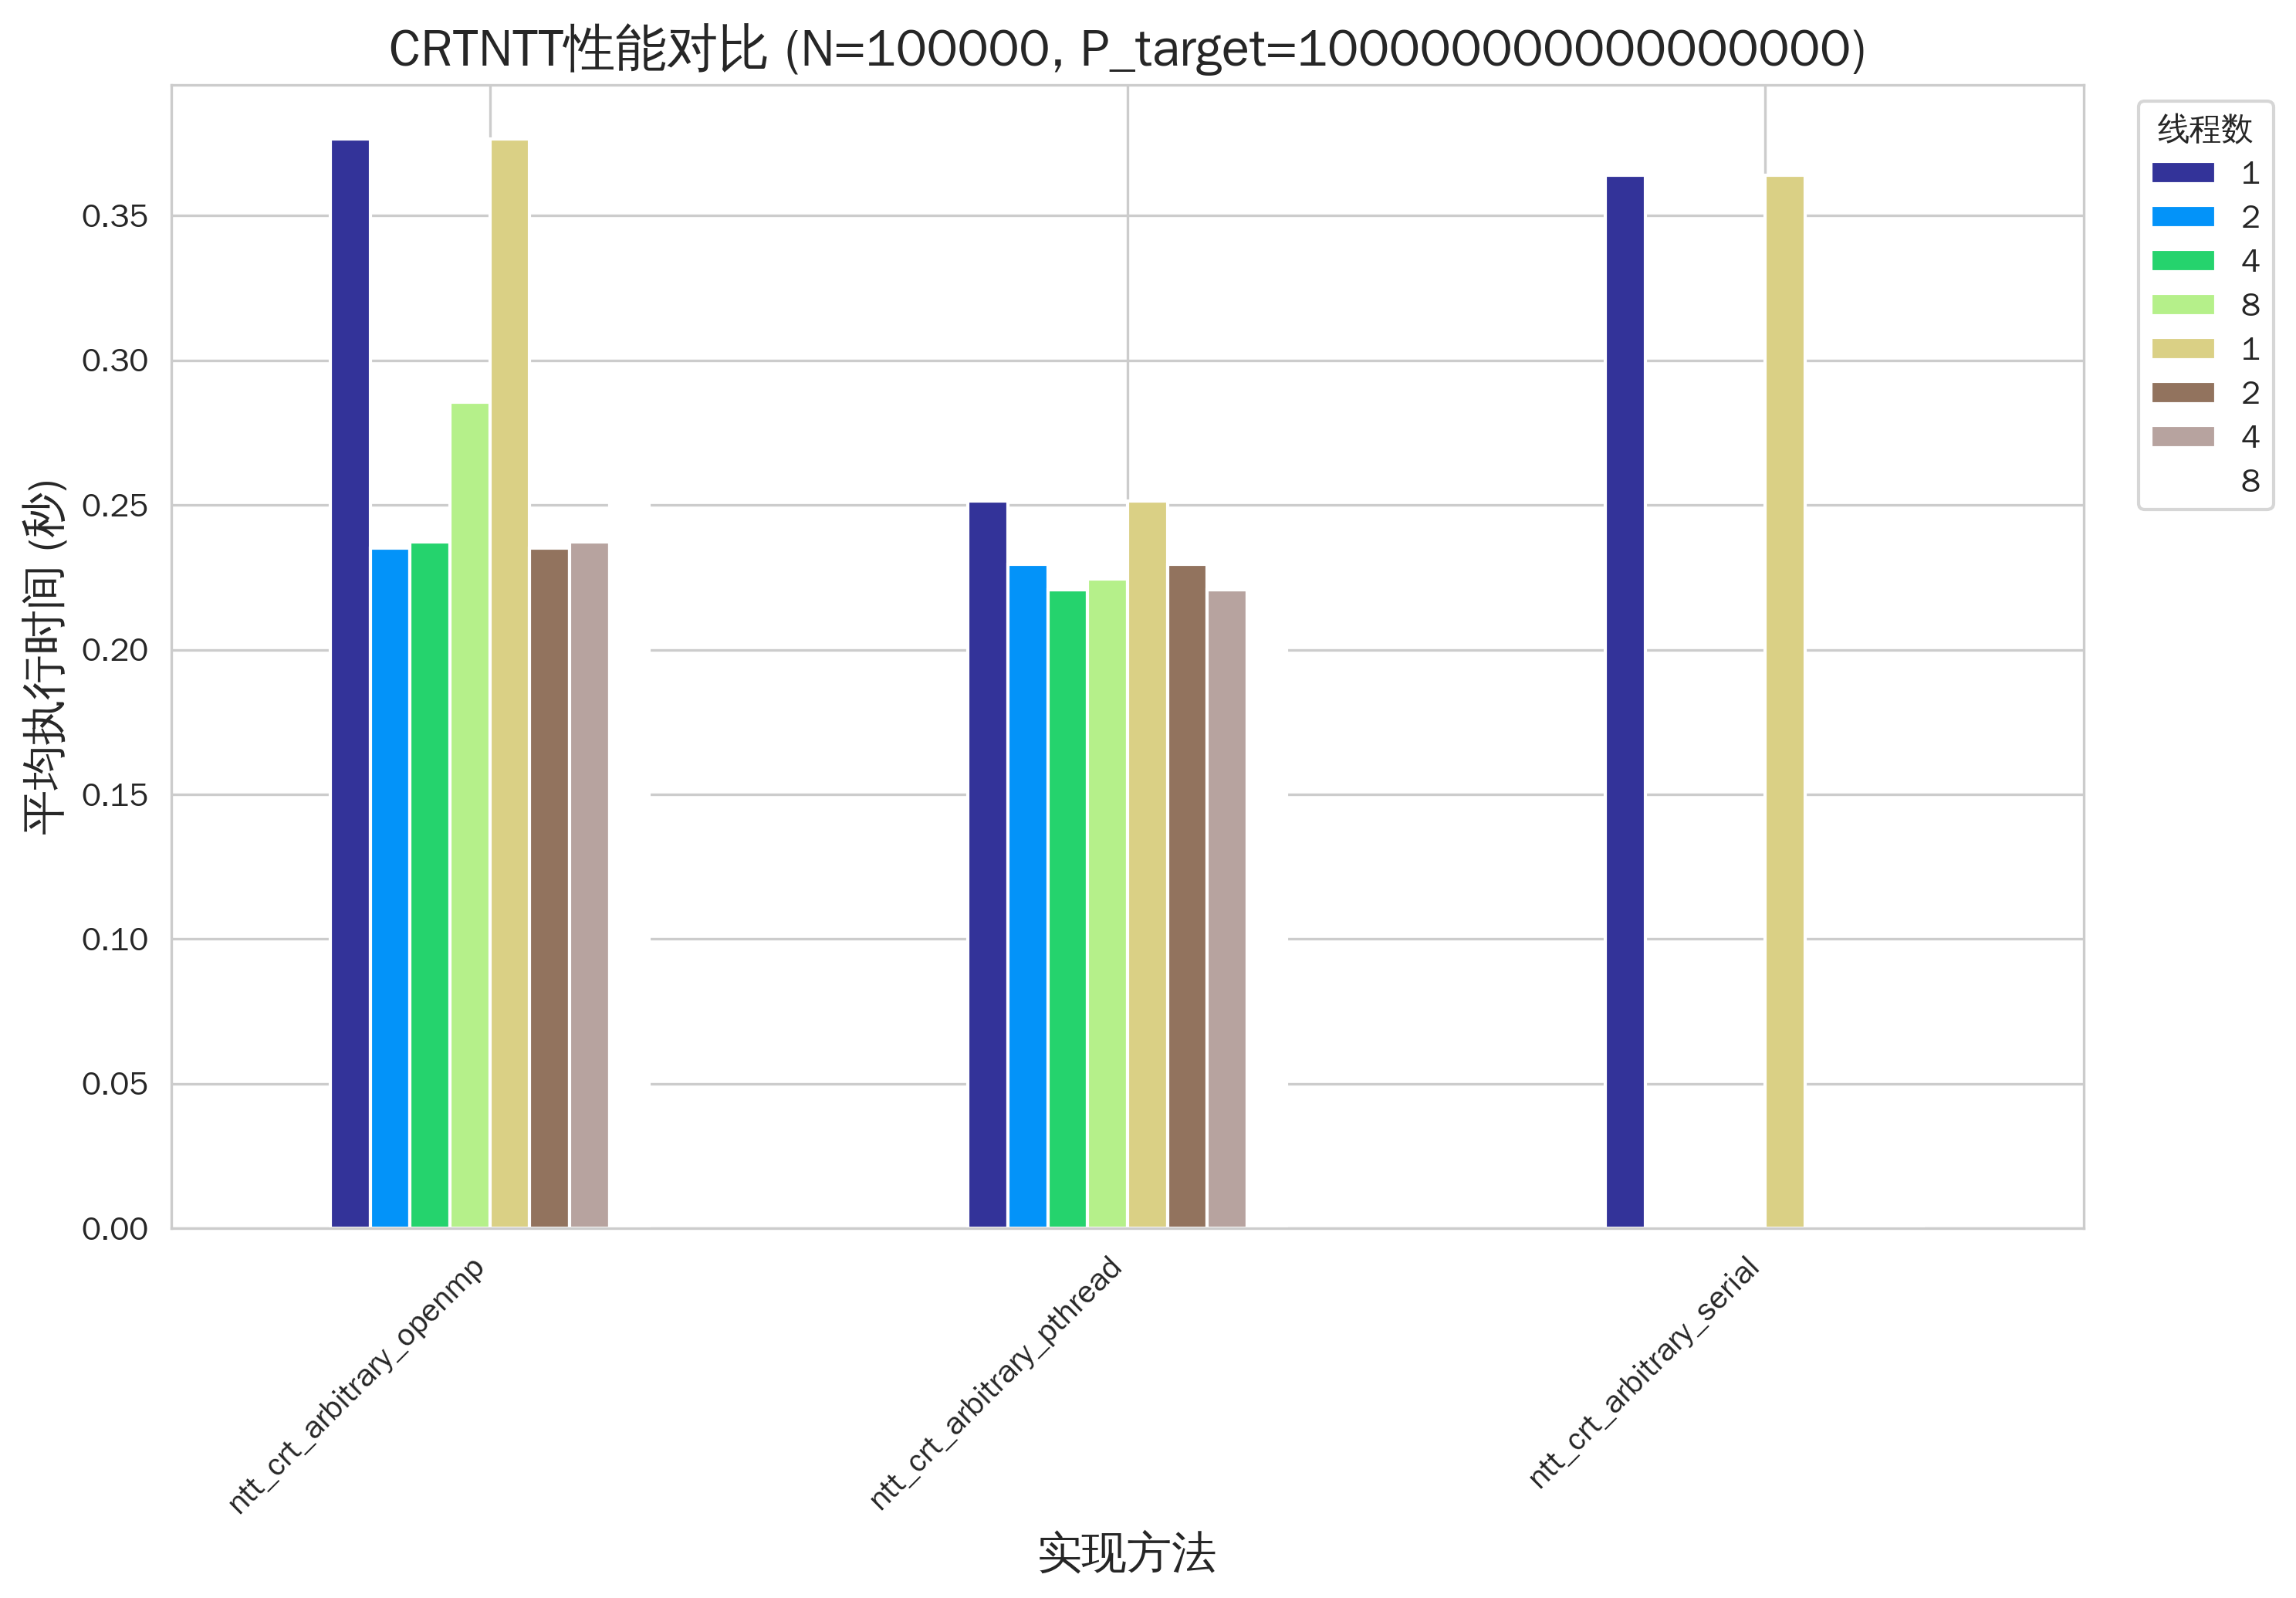 CRTNTT性能对比 (N=100000, P_target=100000000000000000)
线程数
1
2
4
8
1
2
4
8
平均执行时间 (秒)
0.35
0.30
0.25
0.20
0.15
0.10
0.05
0.00
ntt_crt_arbitrary_openmp
ntt_crt_arbitrary_pthread
ntt_crt_arbitrary_serial
实现方法